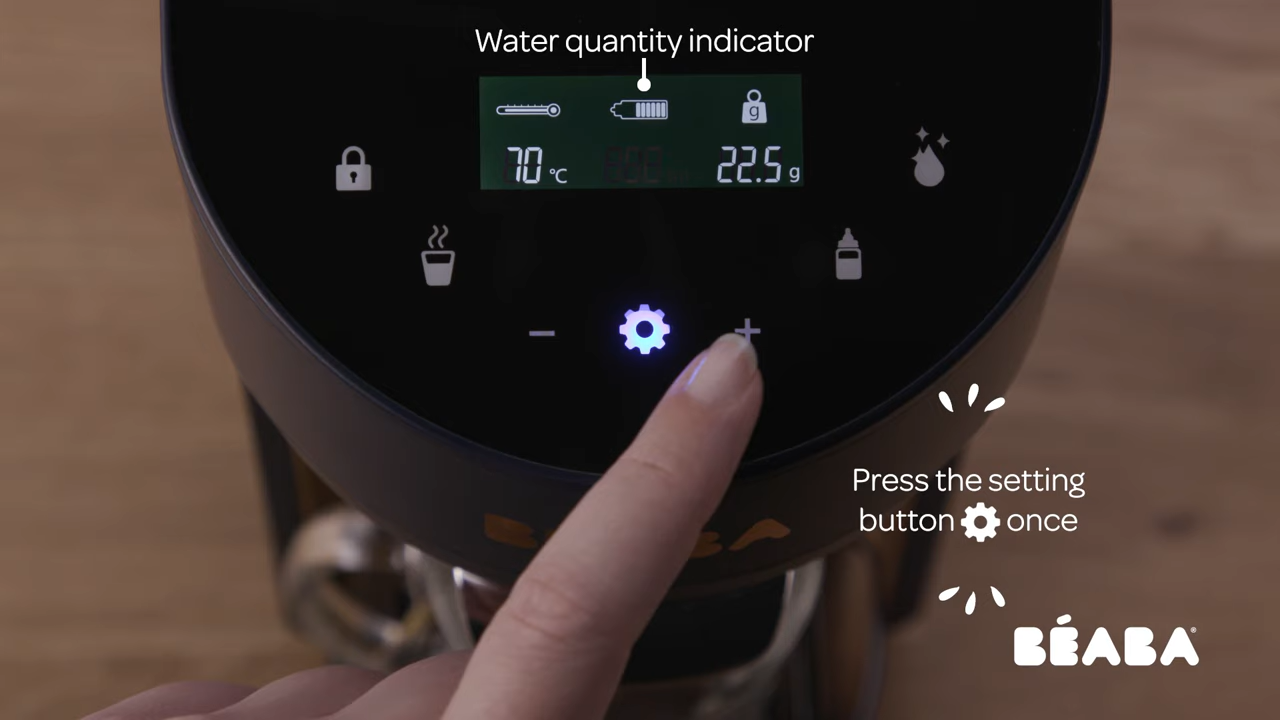 Water quantity indicator
g
70 °C
22.5 g
Press the setting
button once
BÉABA®